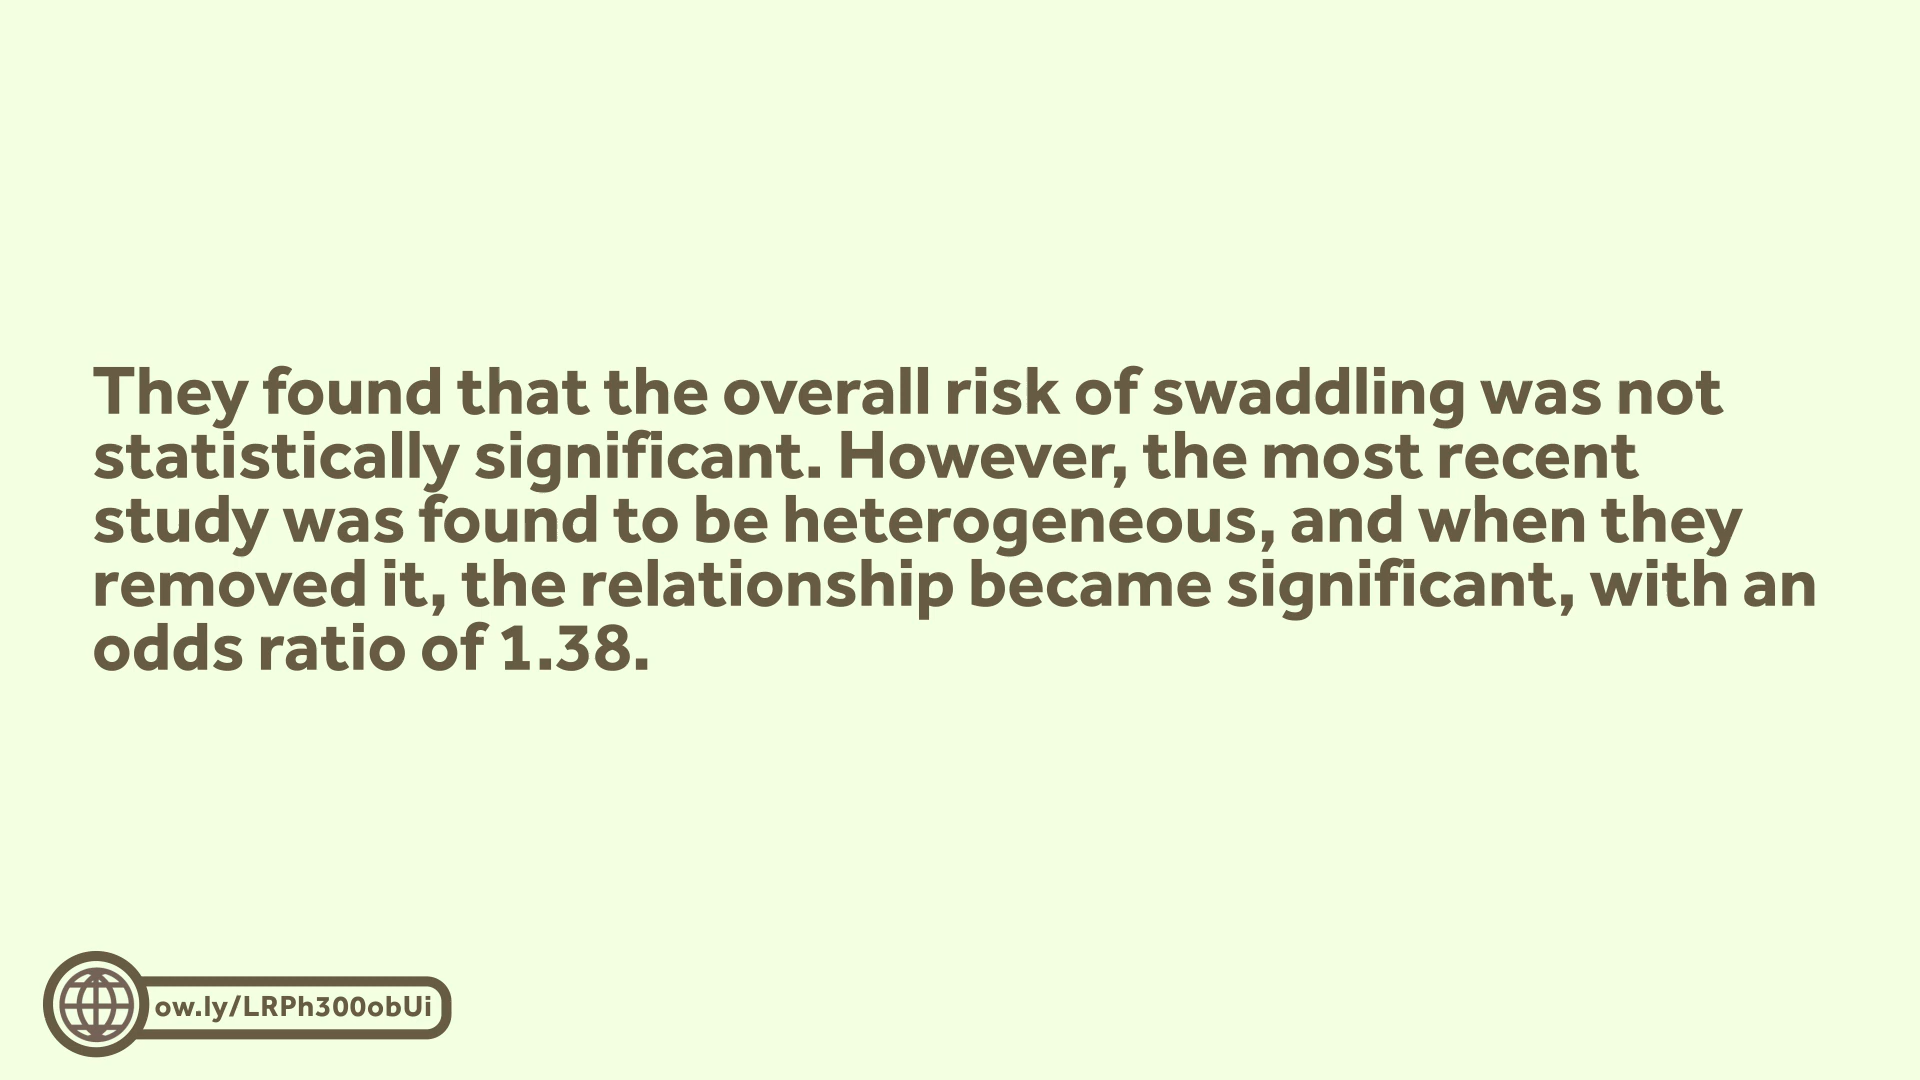 They found that the overall risk of swaddling was not
statistically significant. However, the most recent
study was found to be heterogeneous, and when they
removed it, the relationship became significant, with an
odds ratio of 1.38.
ow.ly/LRPh300obUi